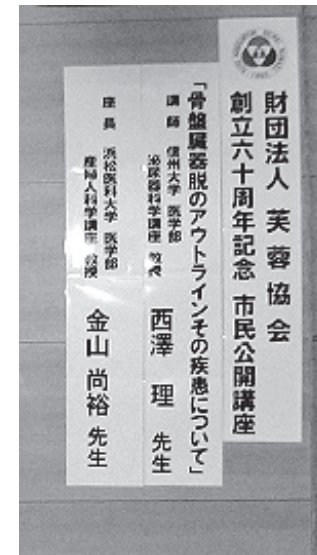 財団法人 芙蓉協会
創立六十周年記念 市民公開講座
「骨盤臓器脱のアウトラインその疾患について」
講師 信州大学 医学部
泌尿器科学講座 教授
西澤 理 先生
座長 浜松医科大学 医学部
産婦人科学講座 教授
金山 尚裕 先生